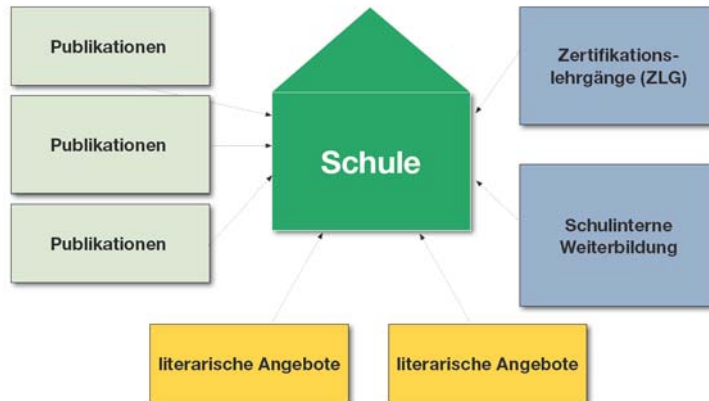 Publikationen
Publikationen
Publikationen
Schule
Zertifikations-
lehrgänge (ZLG)
Schulinterne
Weiterbildung
literarische Angebote
literarische Angebote